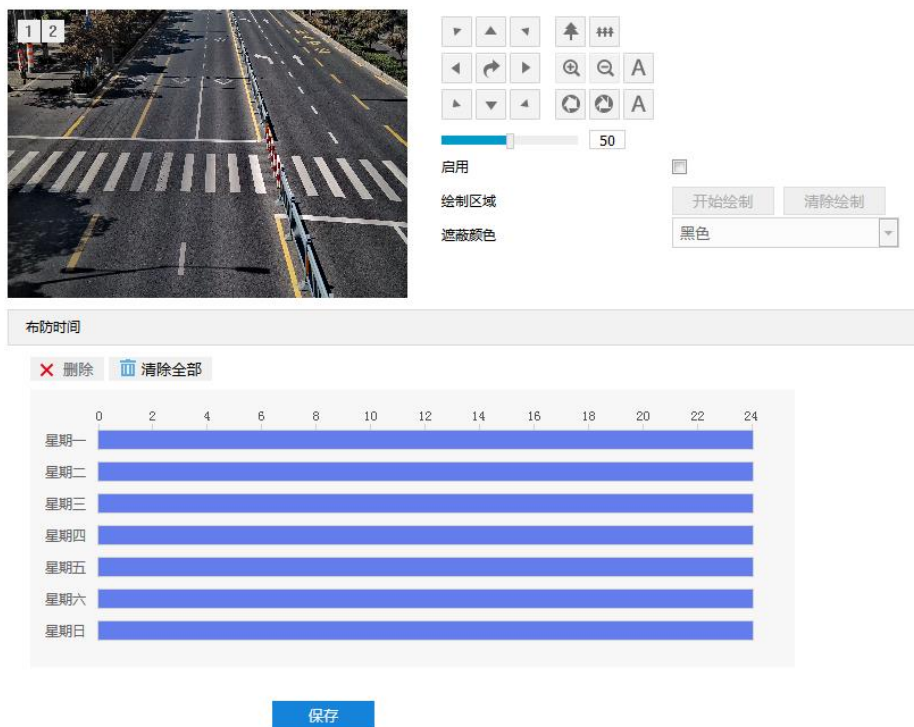 1 2
A
A
50
启用
绘制区域 开始绘制 清除绘制
遮蔽颜色 黑色
布防时间
删除 清除全部
0 2 4 6 8 10 12 14 16 18 20 22 24
星期一
星期二
星期三
星期四
星期五
星期六
星期日
保存